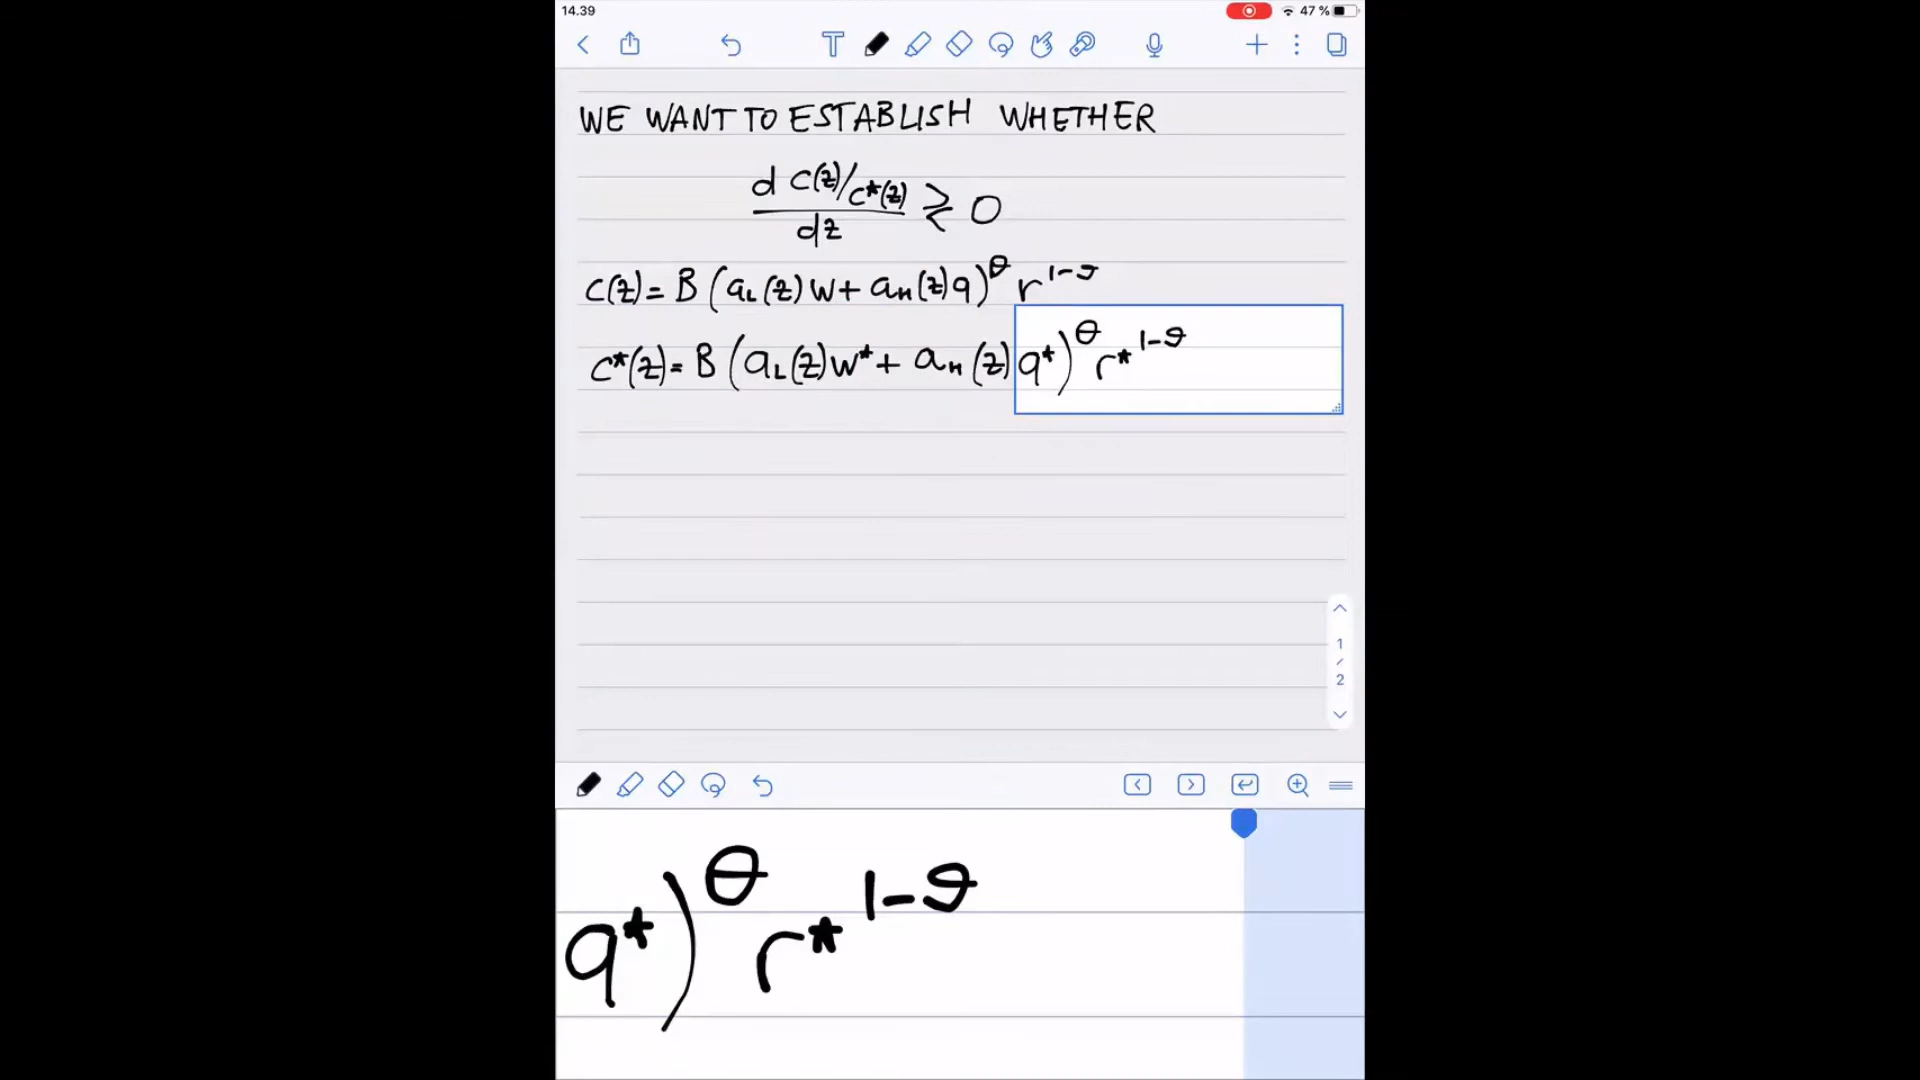 14.39
47 %
WE WANT TO ESTABLISH WHETHER
d c(z)/c*(z)
dz
≷ 0
c(z) = B (aL(z) w + aH(z) q)^θ r^1-ϑ
c*(z) = B (aL(z) w* + aH(z) q*)^θ r*^1-ϑ
1
/
2
q*)^θ r*^1-ϑ